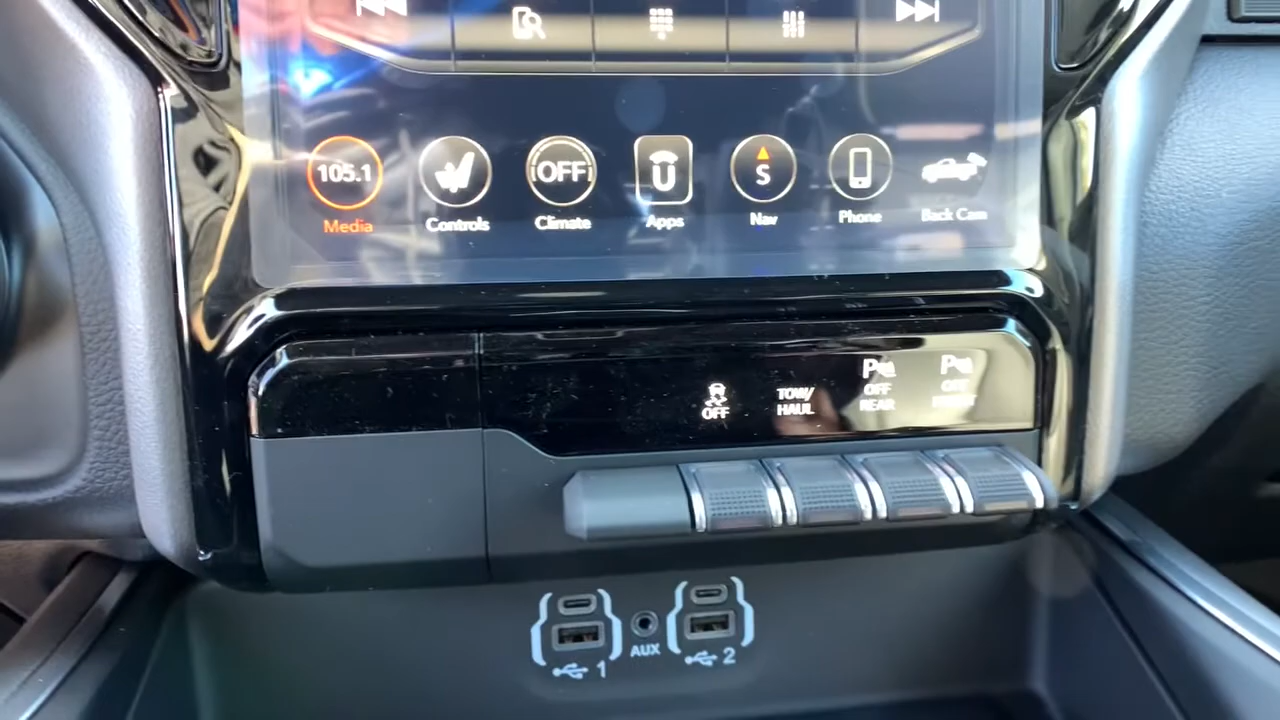 105.1
OFF
U
S
Media
Controls
Climate
Apps
Nav
Phone
Back Cam
OFF
TOW/
HAUL
P
OFF
REAR
P
OFF
1
AUX
2